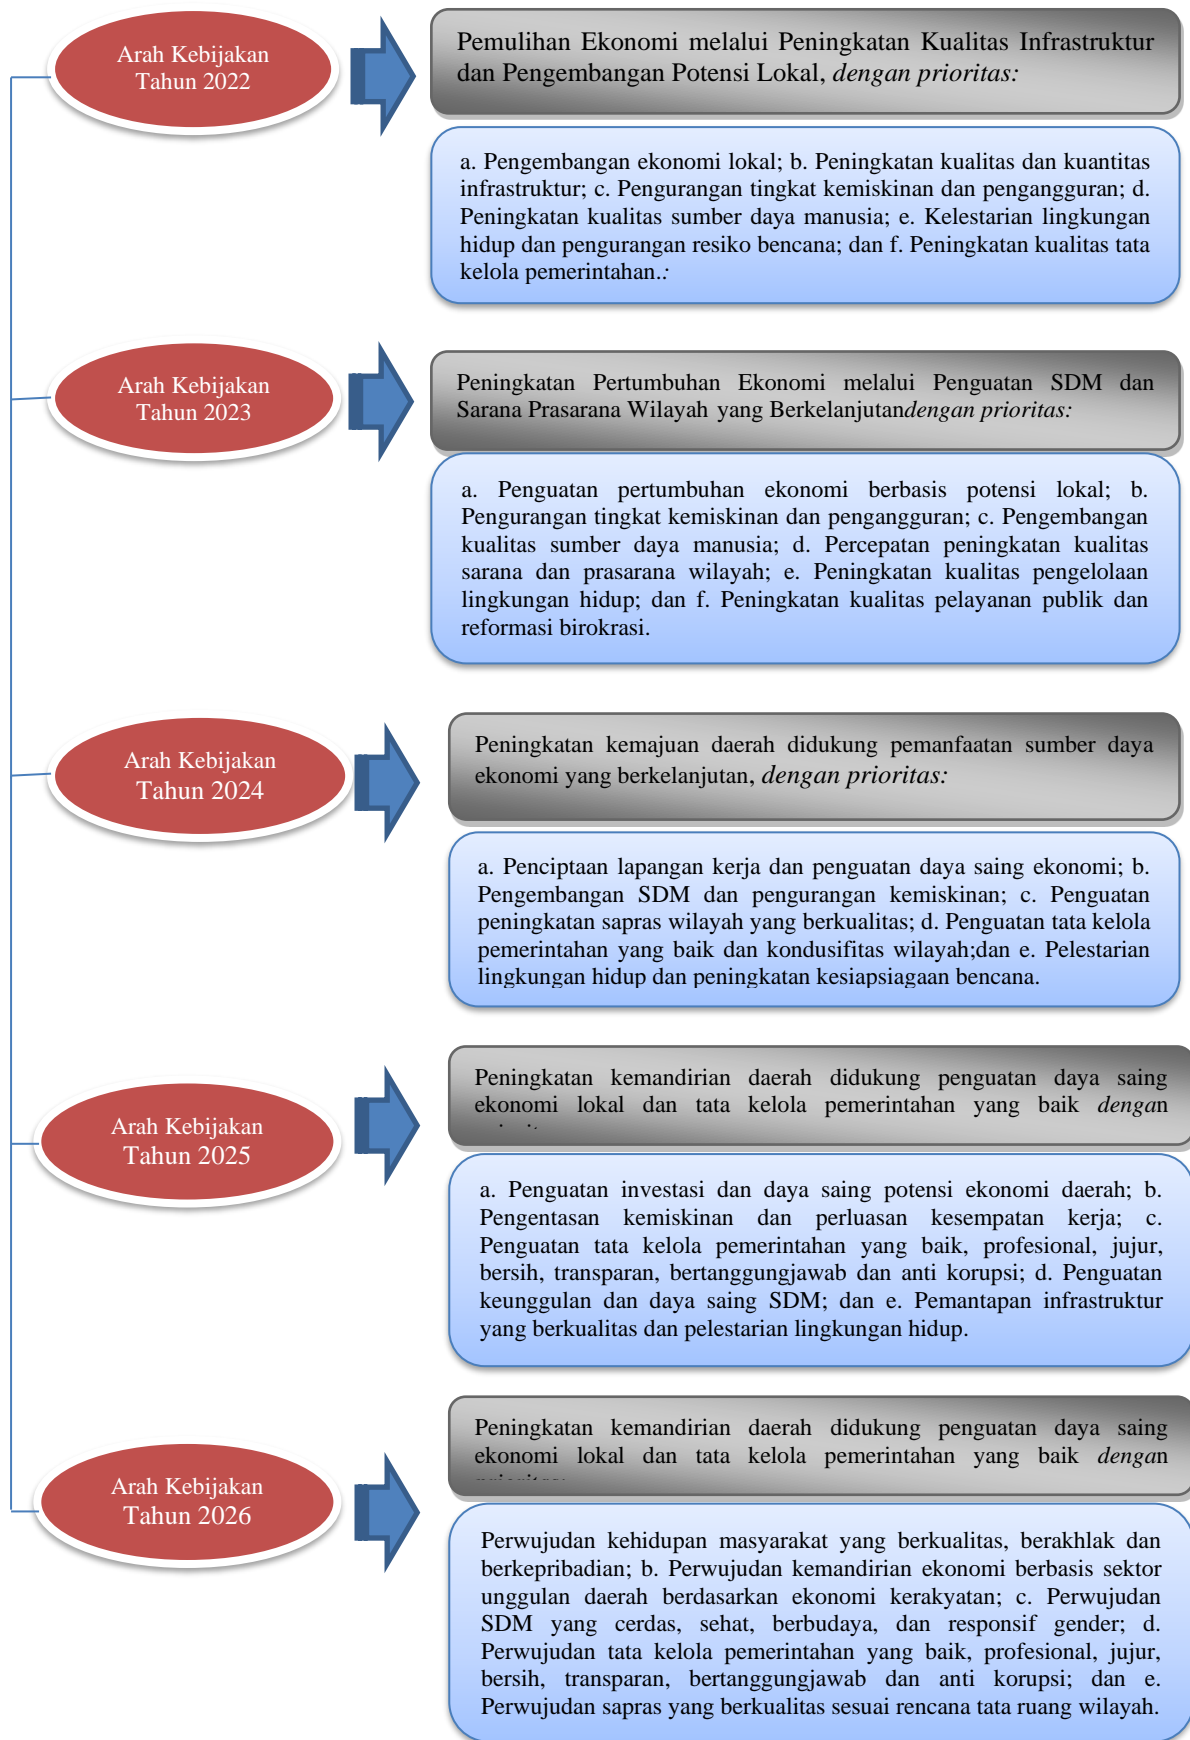 Arah Kebijakan
Tahun 2022
Pemulihan Ekonomi melalui Peningkatan Kualitas Infrastruktur
dan Pengembangan Potensi Lokal, dengan prioritas:
a. Pengembangan ekonomi lokal; b. Peningkatan kualitas dan kuantitas
infrastruktur; c. Pengurangan tingkat kemiskinan dan pengangguran; d.
Peningkatan kualitas sumber daya manusia; e. Kelestarian lingkungan
hidup dan pengurangan resiko bencana; dan f. Peningkatan kualitas tata
kelola pemerintahan.:
Arah Kebijakan
Tahun 2023
Peningkatan Pertumbuhan Ekonomi melalui Penguatan SDM dan
Sarana Prasarana Wilayah yang Berkelanjutandengan prioritas:
a. Penguatan pertumbuhan ekonomi berbasis potensi lokal; b.
Pengurangan tingkat kemiskinan dan pengangguran; c. Pengembangan
kualitas sumber daya manusia; d. Percepatan peningkatan kualitas
sarana dan prasarana wilayah; e. Peningkatan kualitas pengelolaan
lingkungan hidup; dan f. Peningkatan kualitas pelayanan publik dan
reformasi birokrasi.
Arah Kebijakan
Tahun 2024
Peningkatan kemajuan daerah didukung pemanfaatan sumber daya
ekonomi yang berkelanjutan, dengan prioritas:
a. Penciptaan lapangan kerja dan penguatan daya saing ekonomi; b.
Pengembangan SDM dan pengurangan kemiskinan; c. Penguatan
peningkatan sapras wilayah yang berkualitas; d. Penguatan tata kelola
pemerintahan yang baik dan kondusifitas wilayah;dan e. Pelestarian
lingkungan hidup dan peningkatan kesiapsiagaan bencana.
Arah Kebijakan
Tahun 2025
Peningkatan kemandirian daerah didukung penguatan daya saing
ekonomi lokal dan tata kelola pemerintahan yang baik dengan
a. Penguatan investasi dan daya saing potensi ekonomi daerah; b.
Pengentasan kemiskinan dan perluasan kesempatan kerja; c.
Penguatan tata kelola pemerintahan yang baik, profesional, jujur,
bersih, transparan, bertanggungjawab dan anti korupsi; d. Penguatan
keunggulan dan daya saing SDM; dan e. Pemantapan infrastruktur
yang berkualitas dan pelestarian lingkungan hidup.
Arah Kebijakan
Tahun 2026
Peningkatan kemandirian daerah didukung penguatan daya saing
ekonomi lokal dan tata kelola pemerintahan yang baik dengan
Perwujudan kehidupan masyarakat yang berkualitas, berakhlak dan
berkepribadian; b. Perwujudan kemandirian ekonomi berbasis sektor
unggulan daerah berdasarkan ekonomi kerakyatan; c. Perwujudan
SDM yang cerdas, sehat, berbudaya, dan responsif gender; d.
Perwujudan tata kelola pemerintahan yang baik, profesional, jujur,
bersih, transparan, bertanggungjawab dan anti korupsi; dan e.
Perwujudan sapras yang berkualitas sesuai rencana tata ruang wilayah.